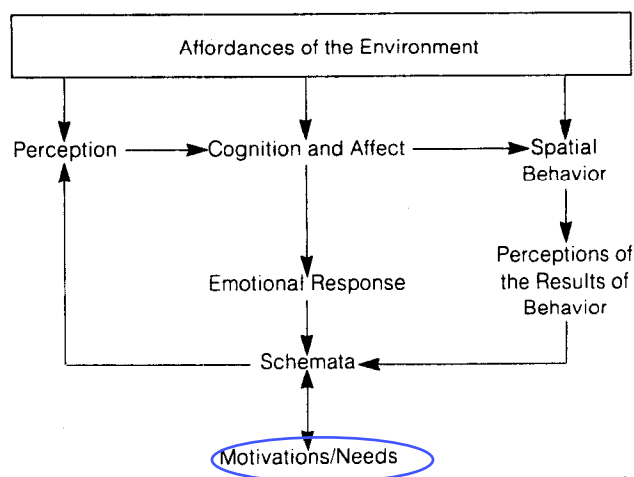 Affordances of the Environment
Perception
Cognition and Affect
Spatial
Behavior
Perceptions of
the Results of
Behavior
Emotional Response
Schemata
Motivations/Needs